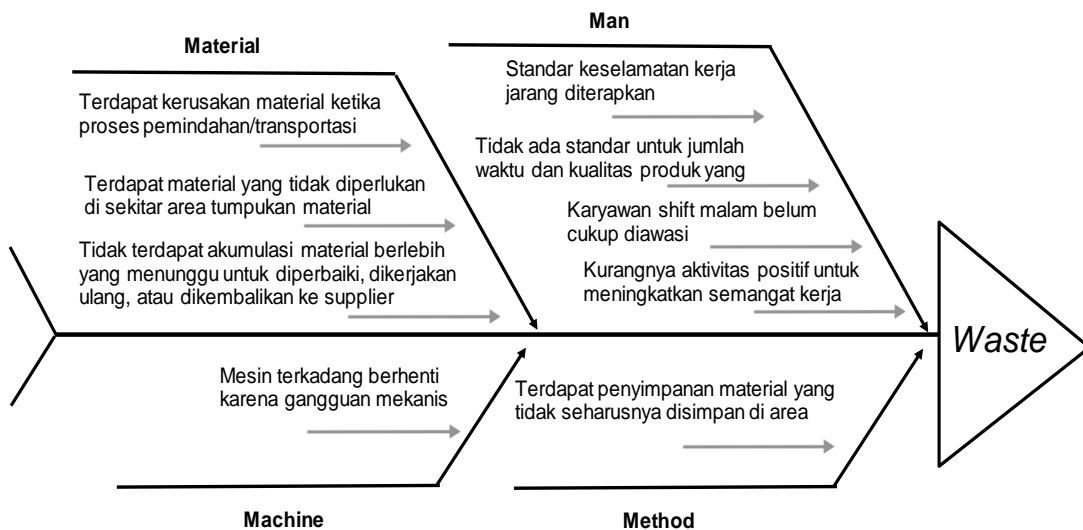 Material
Terdapat kerusakan material ketika
proses pemindahan/transportasi
Terdapat material yang tidak diperlukan
di sekitar area tumpukan material
Tidak terdapat akumulasi material berlebih
yang menunggu untuk diperbaiki, dikerjakan
ulang, atau dikembalikan ke supplier
Man
Standar keselamatan kerja
jarang diterapkan
Tidak ada standar untuk jumlah
waktu dan kualitas produk yang
Karyawan shift malam belum
cukup diawasi
Kurangnya aktivitas positif untuk
meningkatkan semangat kerja
Waste
Mesin terkadang berhenti
karena gangguan mekanis
Machine
Terdapat penyimpanan material yang
tidak seharusnya disimpan di area
Method